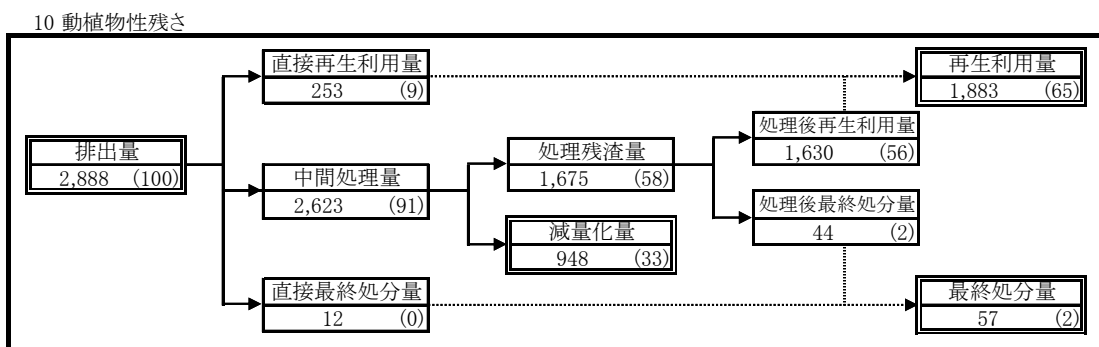 10 動植物性残さ
直接再生利用量
253 (9)
再生利用量
1,883 (65)
排出量
2,888 (100)
中間処理量
2,623 (91)
処理残渣量
1,675 (58)
処理後再生利用量
1,630 (56)
処理後最終処分量
44 (2)
減量化量
948 (33)
直接最終処分量
12 (0)
最終処分量
57 (2)